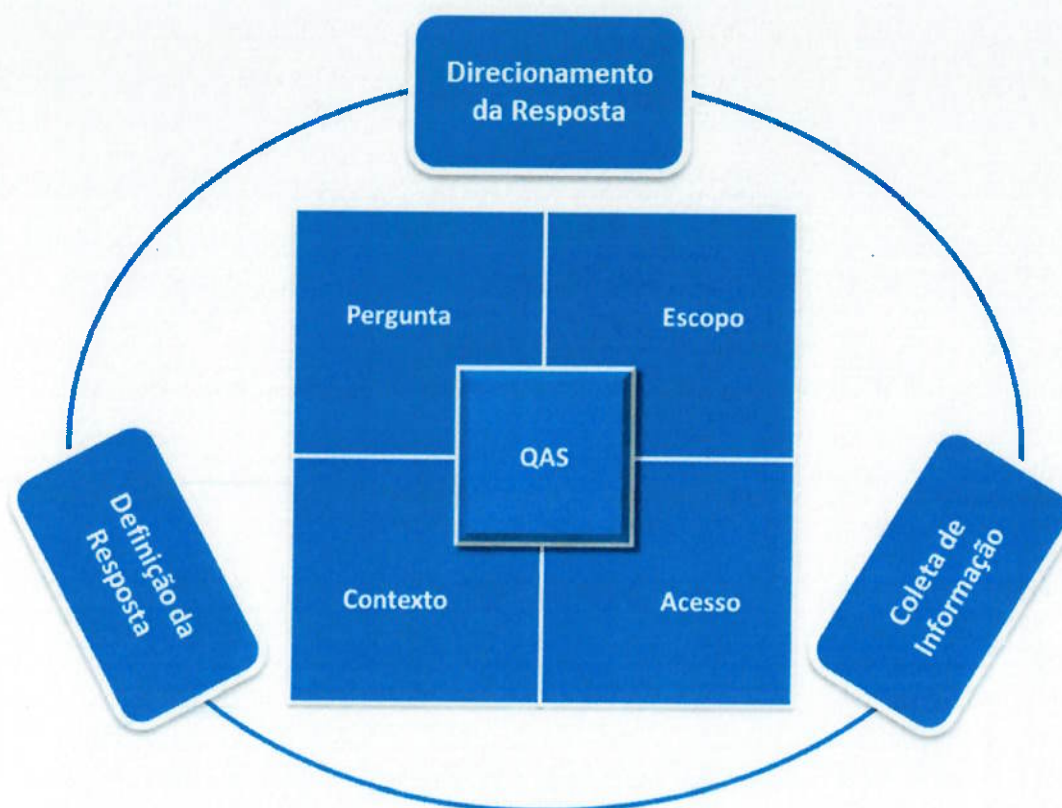 Direcionamento
da Resposta
Pergunta
Escopo
QAS
Contexto
Acesso
Definição da
Resposta
Coleta de
Informação